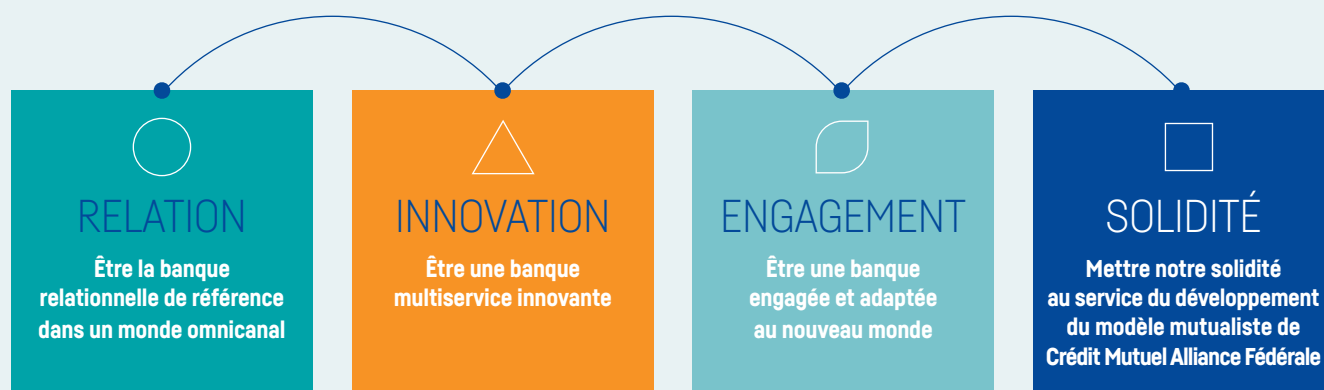 RELATION
Être la banque
relationnelle de référence
dans un monde omnicanal
INNOVATION
Être une banque
multiservice innovante
ENGAGEMENT
Être une banque
engagée et adaptée
au nouveau monde
SOLIDITÉ
Mettre notre solidité
au service du développement
du modèle mutualiste de
Crédit Mutuel Alliance Fédérale